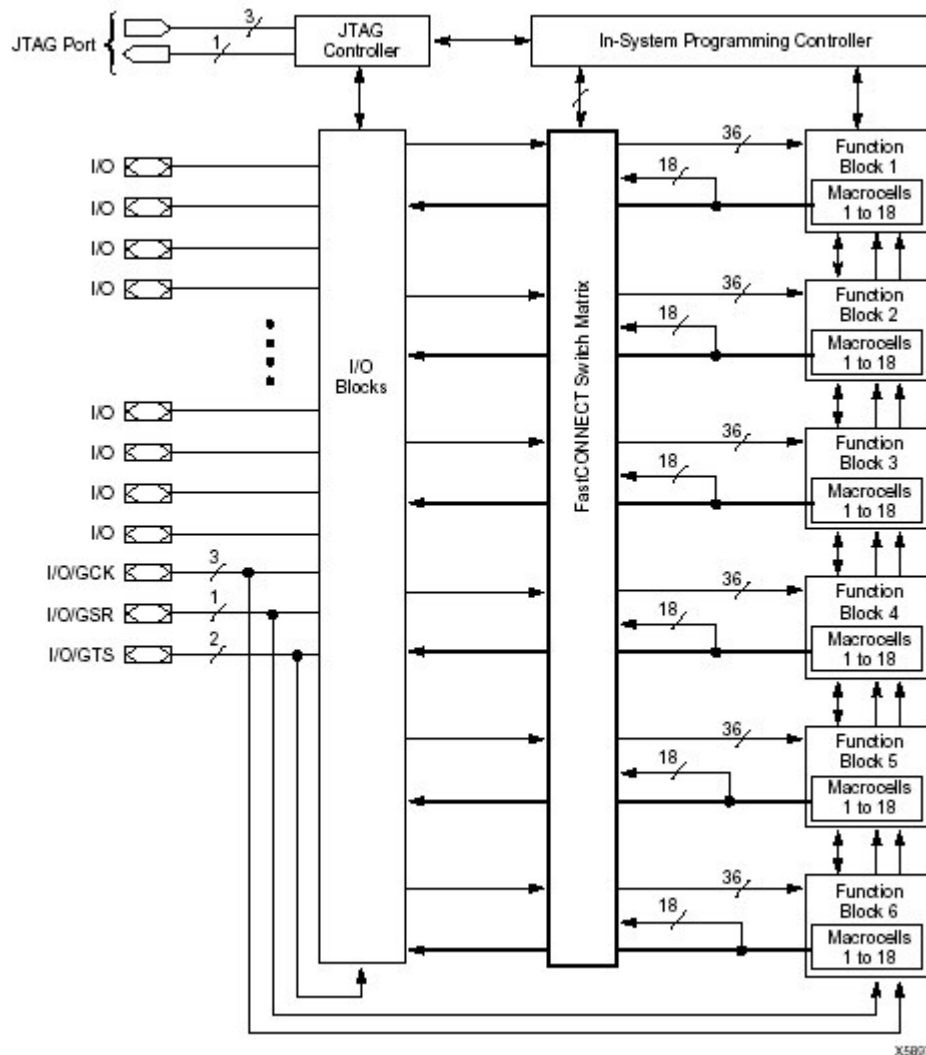 JTAG Port
3
1
JTAG
Controller
In-System Programming Controller
I/O
I/O
I/O
I/O
I/O
I/O
I/O
I/O
I/O/GCK
3
I/O/GSR
1
I/O/GTS
2
I/O
Blocks
FastCONNECT Switch Matrix
36
18
Function
Block 1
Macrocells
1 to 18
36
18
Function
Block 2
Macrocells
1 to 18
36
18
Function
Block 3
Macrocells
1 to 18
36
18
Function
Block 4
Macrocells
1 to 18
36
18
Function
Block 5
Macrocells
1 to 18
36
18
Function
Block 6
Macrocells
1 to 18